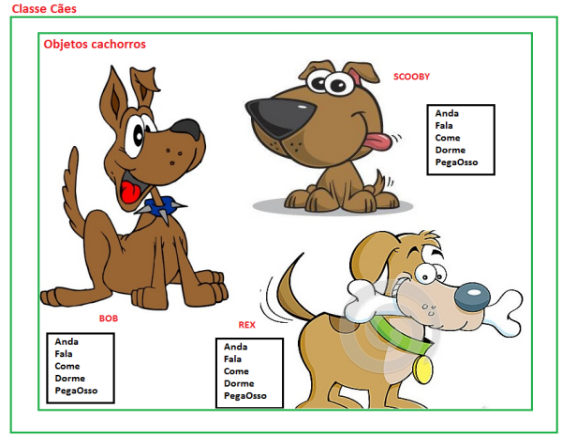 Classe Cães
Objetos cachorros
SCOOBY
Anda
Fala
Come
Dorme
PegaOsso
BOB
Anda
Fala
Come
Dorme
PegaOsso
REX
Anda
Fala
Come
Dorme
PegaOsso